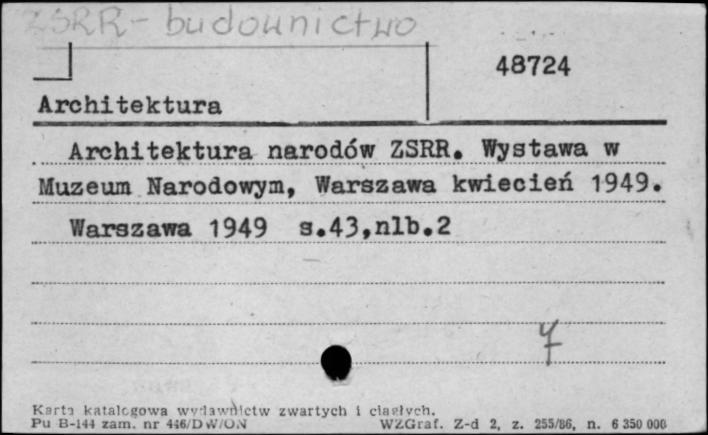 ZSRR - budownictwo
48724
Architektura
Architektura narodów ZSRR. Wystawa w
Muzeum Narodowym, Warszawa kwiecień 1949.
Warszawa 1949 s.43,nlb.2
Karta katalogowa wydawnictw zwartych i ciągłych.
Pu B-144 zam. nr 446/DW/ON WZGraf. Z-d 2, z. 255/86, n. 6 350 000